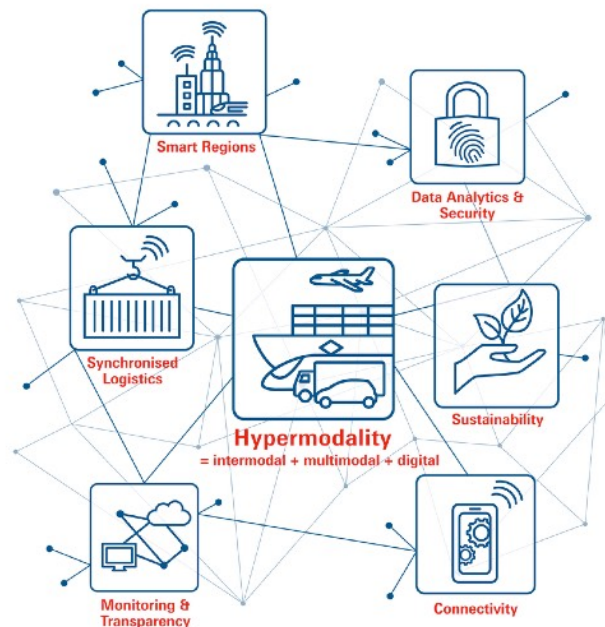 Smart Regions
Data Analytics &
Security
Synchronised
Logistics
Hypermodality
= intermodal + multimodal + digital
Sustainability
Monitoring &
Transparency
Connectivity